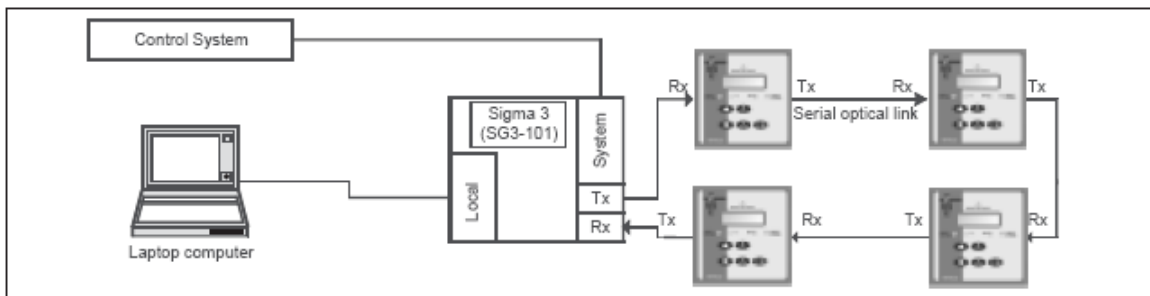 Control System
Sigma 3
(SG3-101)
System
Local
Tx
Rx
Laptop computer
Rx
Tx
Serial optical link
Rx
Tx
Rx
Tx
Rx
Tx